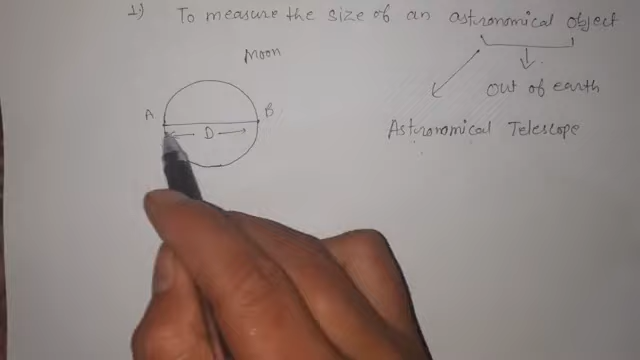 1) To measure the size of an astronomical object
Moon
out of earth
A
B
D
Astronomical Telescope